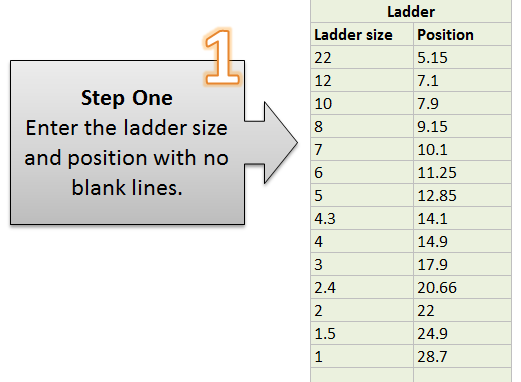 1
Step One
Enter the ladder size
and position with no
blank lines.
Ladder
Ladder size Position
22 5.15
12 7.1
10 7.9
8 9.15
7 10.1
6 11.25
5 12.85
4.3 14.1
4 14.9
3 17.9
2.4 20.66
2 22
1.5 24.9
1 28.7